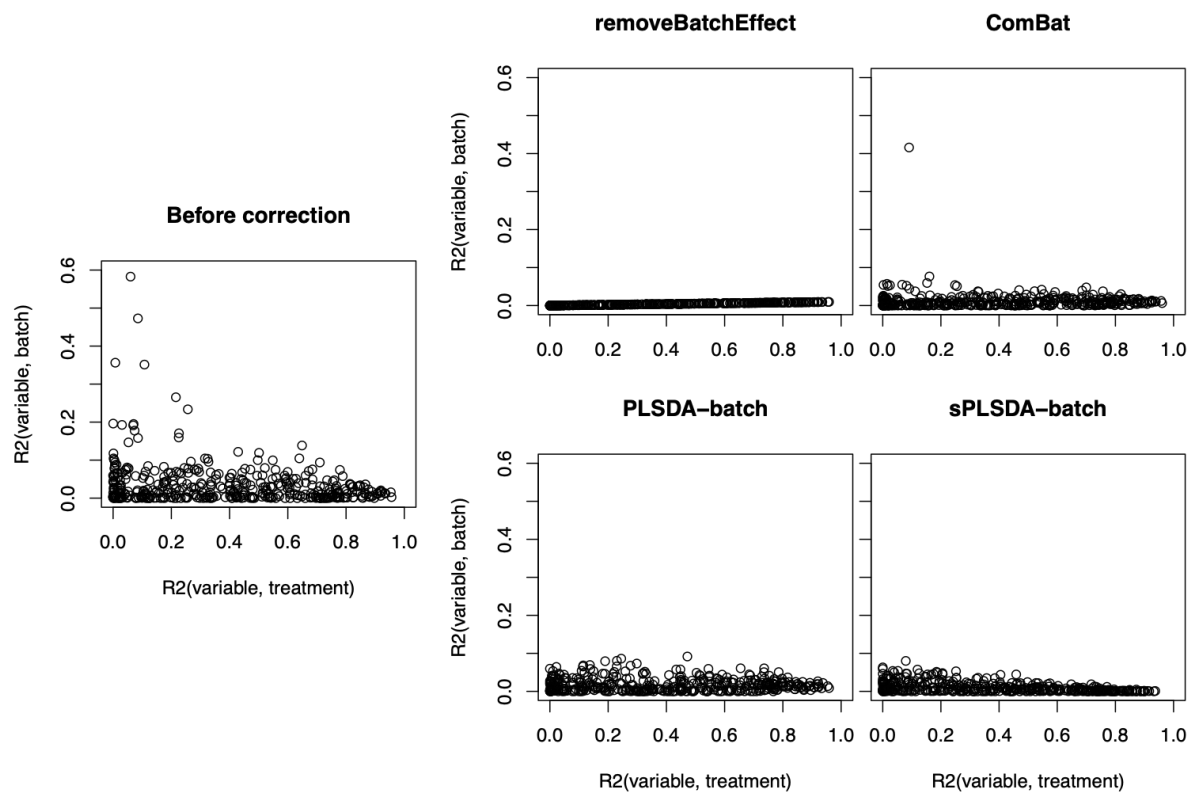 Before correction
R2(variable, batch)
0.6
0.4
0.2
0.0
0.0 0.2 0.4 0.6 0.8 1.0
R2(variable, treatment)
removeBatchEffect
R2(variable, batch)
0.6
0.4
0.2
0.0
0.0 0.2 0.4 0.6 0.8 1.0
ComBat
0.0 0.2 0.4 0.6 0.8 1.0
PLSDA–batch
R2(variable, batch)
0.6
0.4
0.2
0.0
0.0 0.2 0.4 0.6 0.8 1.0
R2(variable, treatment)
sPLSDA–batch
0.0 0.2 0.4 0.6 0.8 1.0
R2(variable, treatment)